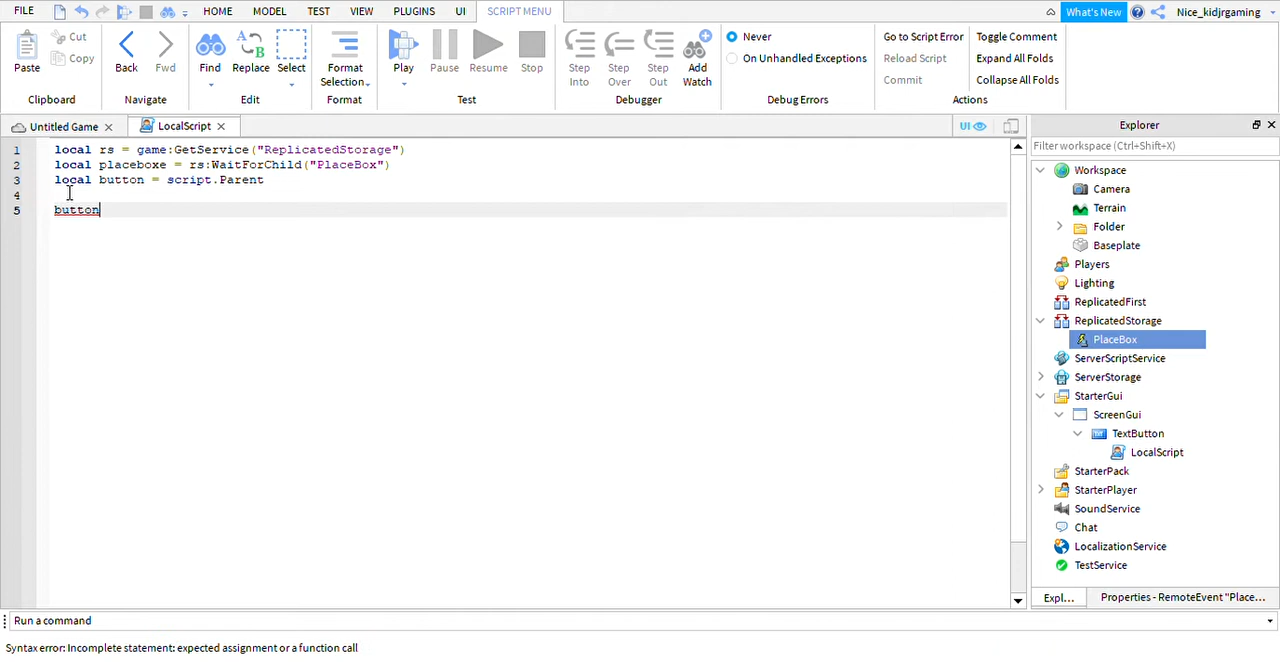 FILE HOME MODEL TEST VIEW PLUGINS UI SCRIPT MENU What's New Nice_kidjrgaming
Paste Cut Copy Clipboard
Back Fwd Navigate
Find Replace Select Edit
Format Selection Format
Play Pause Resume Stop Test
Step Into Step Over Step Out Add Watch Debugger
Never
On Unhandled Exceptions
Debug Errors
Go to Script Error Toggle Comment
Reload Script Expand All Folds
Commit Collapse All Folds
Actions
Untitled Game LocalScript UI
1 local rs = game:GetService("ReplicatedStorage")
2 local placeboxe = rs:WaitForChild("PlaceBox")
3 local button = script.Parent
4
5 button
Explorer
Filter workspace (Ctrl+Shift+X)
Workspace
Camera
Terrain
Folder
Baseplate
Players
Lighting
ReplicatedFirst
ReplicatedStorage
PlaceBox
ServerScriptService
ServerStorage
StarterGui
ScreenGui
TextButton
LocalScript
StarterPack
StarterPlayer
SoundService
Chat
LocalizationService
TestService
Expl... Properties - RemoteEvent "Place...
Run a command
Syntax error: Incomplete statement: expected assignment or a function call